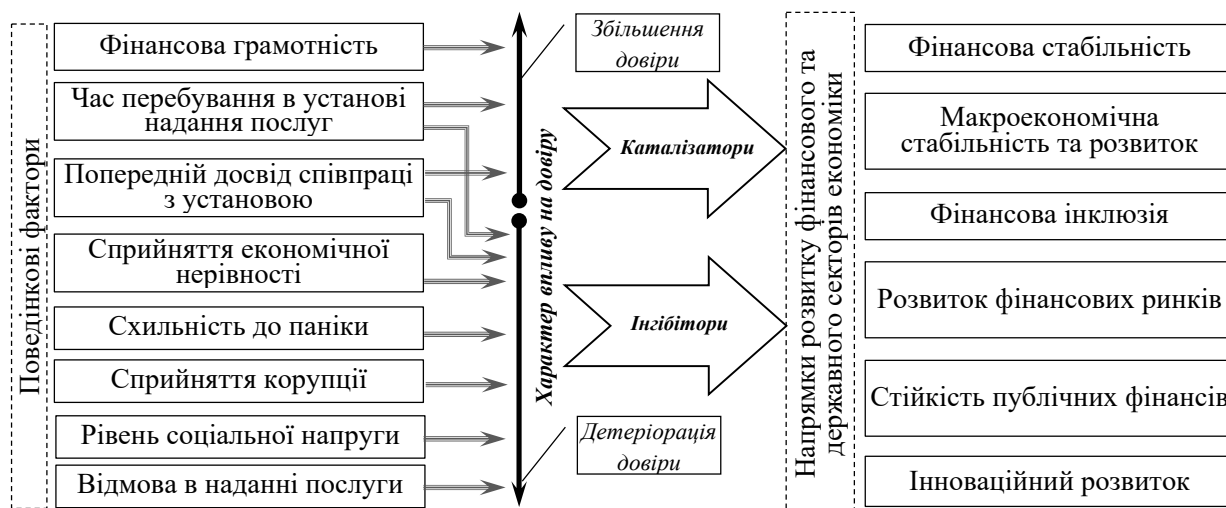 Поведінкові фактори
Фінансова грамотність
Час перебування в установі
надання послуг
Попередній досвід співпраці
з установою
Сприйняття економічної
нерівності
Схильність до паніки
Сприйняття корупції
Рівень соціальної напруги
Відмова в наданні послуги
Характер впливу на довіру
Збільшення
довіри
Каталізатори
Інгібітори
Детеріорація
довіри
Напрямки розвитку фінансового та
державного секторів економіки
Фінансова стабільність
Макроекономічна
стабільність та розвиток
Фінансова інклюзія
Розвиток фінансових ринків
Стійкість публічних фінансів
Інноваційний розвиток